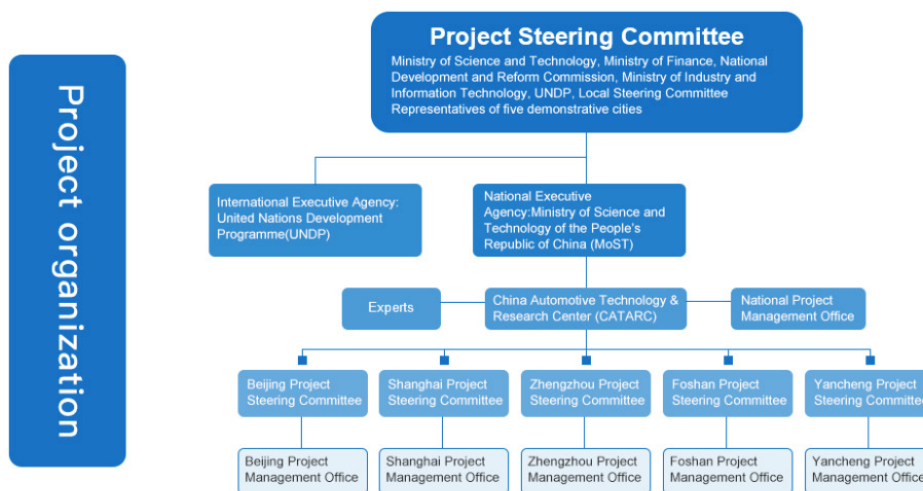 Project organization
Project Steering Committee
Ministry of Science and Technology, Ministry of Finance, National
Development and Reform Commission, Ministry of Industry and
Information Technology, UNDP, Local Steering Committee
Representatives of five demonstrative cities
International Executive Agency:
United Nations Development
Programme(UNDP)
National Executive
Agency:Ministry of Science and
Technology of the People's
Republic of China (MoST)
Experts
China Automotive Technology &
Research Center (CATARC)
National Project
Management Office
Beijing Project
Steering Committee
Shanghai Project
Steering Committee
Zhengzhou Project
Steering Committee
Foshan Project
Steering Committee
Yancheng Project
Steering Committee
Beijing Project
Management Office
Shanghai Project
Management Office
Zhengzhou Project
Management Office
Foshan Project
Management Office
Yancheng Project
Management Office